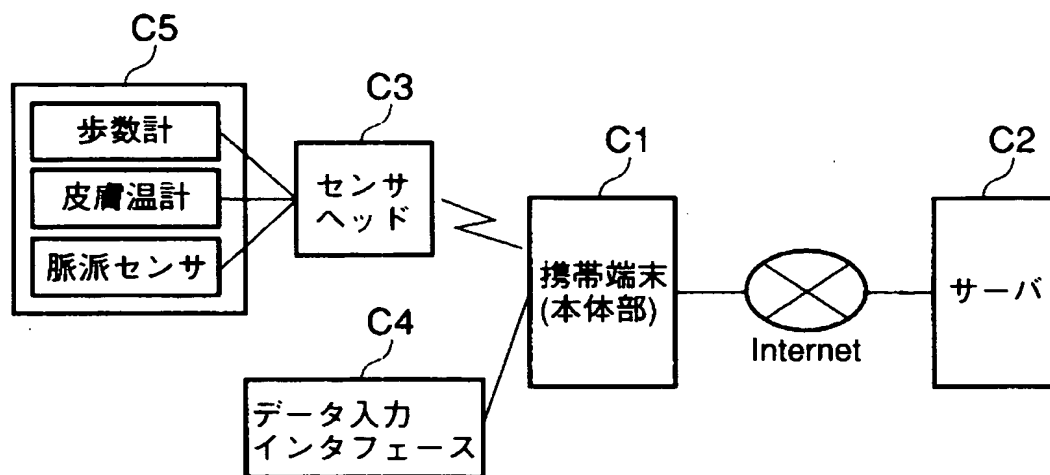 C5
歩数計
皮膚温計
脈派センサ
C3
センサ
ヘッド
C1
携帯端末
(本体部)
C2
サーバ
Internet
C4
データ入力
インタフェース